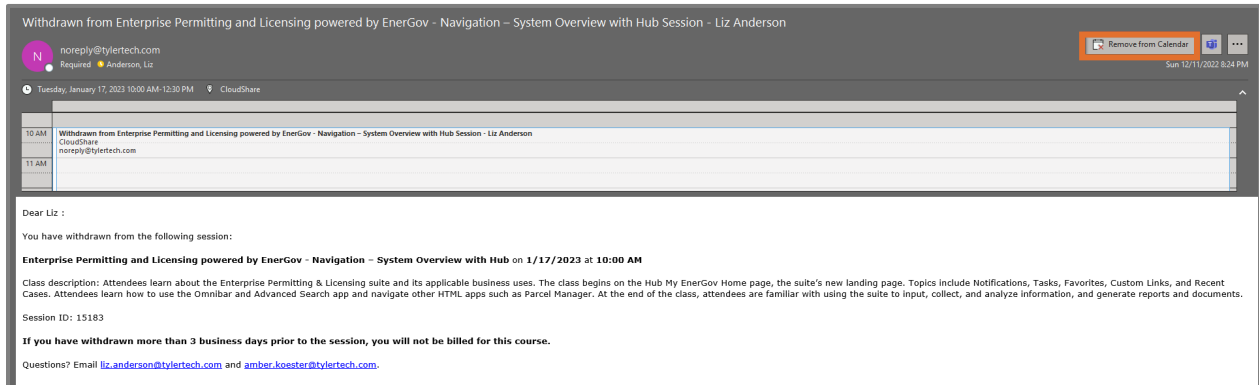 Withdrawn from Enterprise Permitting and Licensing powered by EnerGov - Navigation – System Overview with Hub Session - Liz Anderson
N
noreply@tylertech.com
Required Anderson, Liz
Remove from Calendar
Sun 12/11/2022 8:24 PM
Tuesday, January 17, 2023 10:00 AM-12:30 PM CloudShare
10 AM Withdrawn from Enterprise Permitting and Licensing powered by EnerGov - Navigation – System Overview with Hub Session - Liz Anderson
CloudShare
noreply@tylertech.com
11 AM
Dear Liz :
You have withdrawn from the following session:
Enterprise Permitting and Licensing powered by EnerGov - Navigation – System Overview with Hub on 1/17/2023 at 10:00 AM
Class description: Attendees learn about the Enterprise Permitting & Licensing suite and its applicable business uses. The class begins on the Hub My EnerGov Home page, the suite's new landing page. Topics include Notifications, Tasks, Favorites, Custom Links, and Recent
Cases. Attendees learn how to use the Omnibar and Advanced Search app and navigate other HTML apps such as Parcel Manager. At the end of the class, attendees are familiar with using the suite to input, collect, and analyze information, and generate reports and documents.
Session ID: 15183
If you have withdrawn more than 3 business days prior to the session, you will not be billed for this course.
Questions? Email liz.anderson@tylertech.com and amber.koester@tylertech.com.